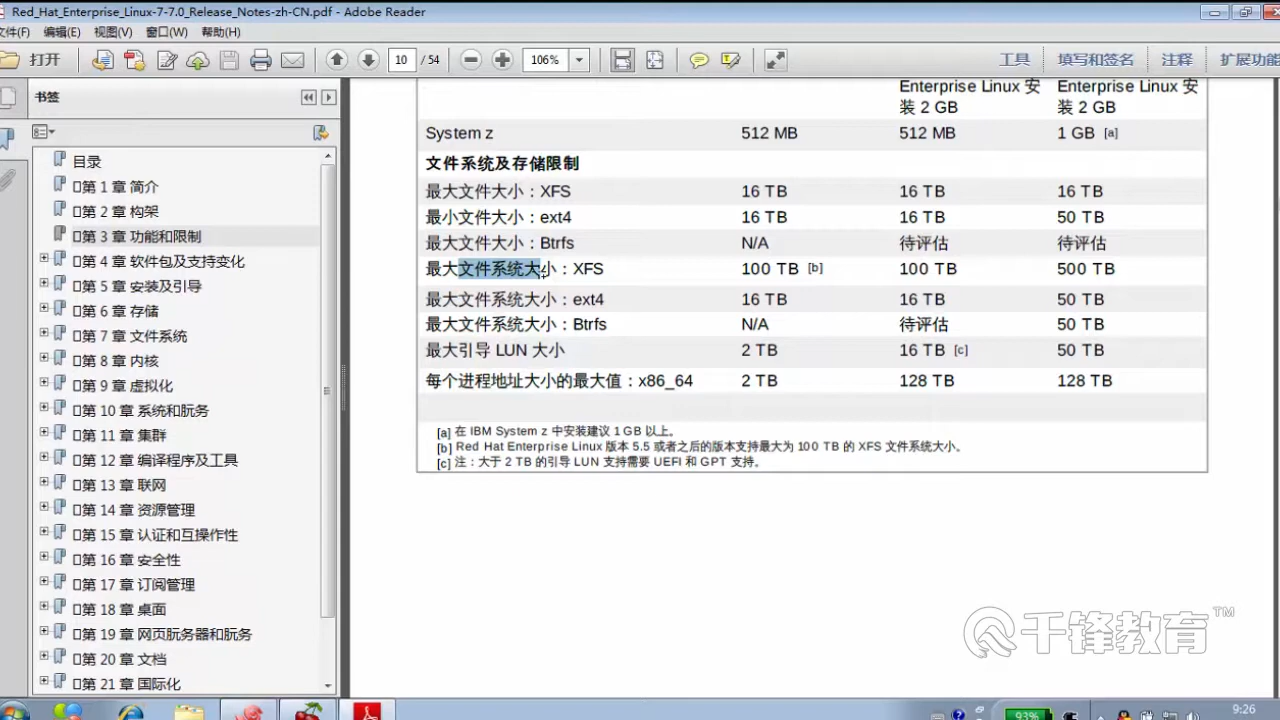 Red_Hat_Enterprise_Linux-7-7.0_Release_Notes-zh-CN.pdf - Adobe Reader
文件(F) 编辑(E) 视图(V) 窗口(W) 帮助(H)
打开 10 / 54 106% 工具 填写和签名 注释 扩展功能
书签
目录
第 1 章 简介
第 2 章 构架
第 3 章 功能和限制
第 4 章 软件包及支持变化
第 5 章 安装及引导
第 6 章 存储
第 7 章 文件系统
第 8 章 内核
第 9 章 虚拟化
第 10 章 系统和朊务
第 11 章 集群
第 12 章 编译程序及工具
第 13 章 联网
第 14 章 资源管理
第 15 章 认证和互操作性
第 16 章 安全性
第 17 章 订阅管理
第 18 章 桌面
第 19 章 网页朊务器和朊务
第 20 章 文档
第 21 章 国际化
Enterprise Linux 安 Enterprise Linux 安
装 2 GB 装 2 GB
System z 512 MB 512 MB 1 GB [a]
文件系统及存储限制
最大文件大小：XFS 16 TB 16 TB 16 TB
最小文件大小：ext4 16 TB 16 TB 50 TB
最大文件大小：Btrfs N/A 待评估 待评估
最大文件系统大小：XFS 100 TB [b] 100 TB 500 TB
最大文件系统大小：ext4 16 TB 16 TB 50 TB
最大文件系统大小：Btrfs N/A 待评估 50 TB
最大引导 LUN 大小 2 TB 16 TB [c] 50 TB
每个进程地址大小的最大值：x86_64 2 TB 128 TB 128 TB
[a] 在 IBM System z 中安装建议 1 GB 以上。
[b] Red Hat Enterprise Linux 版本 5.5 或者之后的版本支持最大为 100 TB 的 XFS 文件系统大小。
[c] 注：大于 2 TB 的引导 LUN 支持需要 UEFI 和 GPT 支持。
千锋教育™
93% 9:26